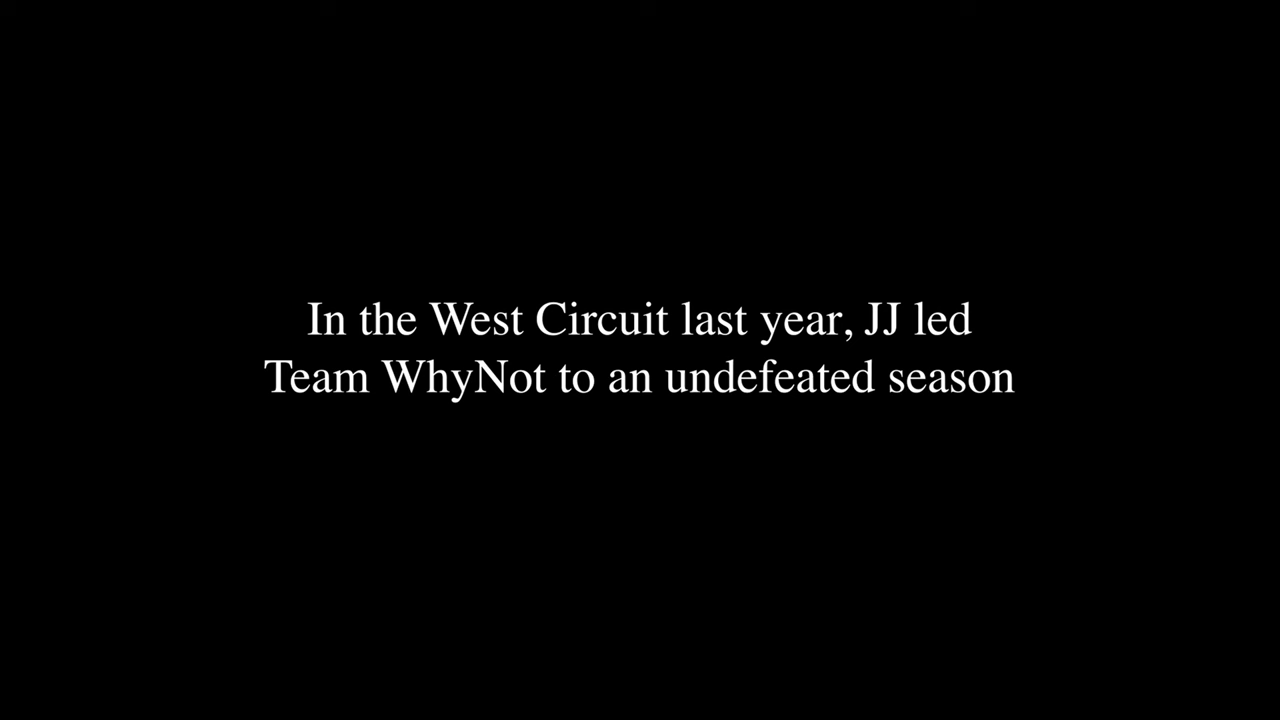 In the West Circuit last year, JJ led
Team WhyNot to an undefeated season